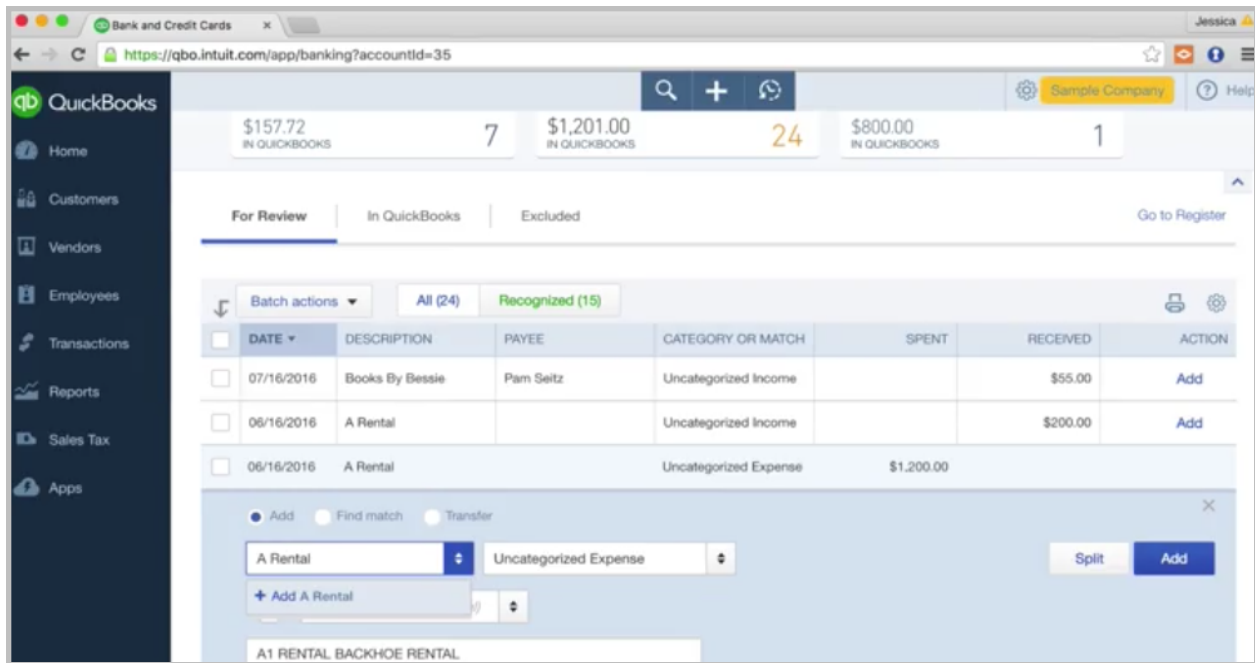 Bank and Credit Cards
Jessica
https://qbo.intuit.com/app/banking?accountId=35
qb QuickBooks
Sample Company
Help
Home
Customers
Vendors
Employees
Transactions
Reports
Sales Tax
Apps
$157.72
IN QUICKBOOKS
7
$1,201.00
IN QUICKBOOKS
24
$800.00
IN QUICKBOOKS
1
For Review In QuickBooks Excluded
Go to Register
Batch actions All (24) Recognized (15)
DATE DESCRIPTION PAYEE CATEGORY OR MATCH SPENT RECEIVED ACTION
07/16/2016 Books By Bessie Pam Seitz Uncategorized Income $55.00 Add
06/16/2016 A Rental Uncategorized Income $200.00 Add
06/16/2016 A Rental Uncategorized Expense $1,200.00
Add Find match Transfer
A Rental Uncategorized Expense Split Add
+ Add A Rental
A1 RENTAL BACKHOE RENTAL